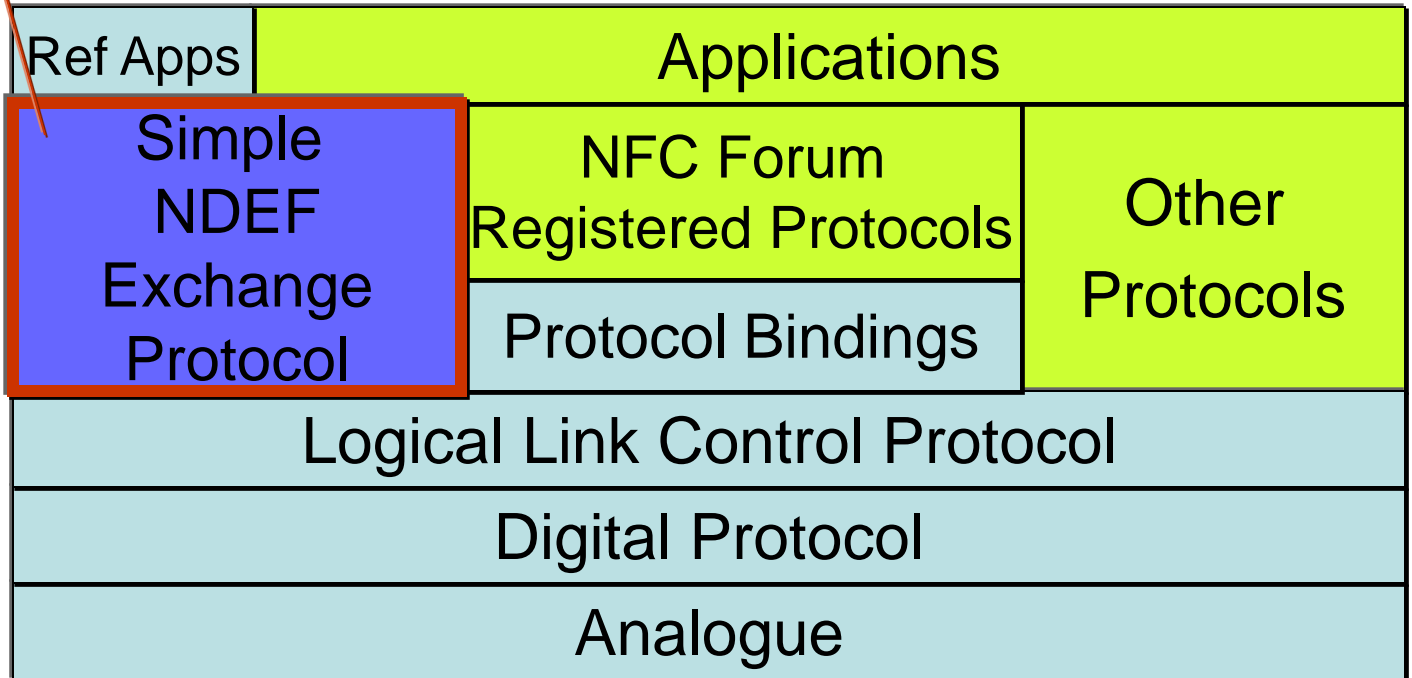 Ref Apps
Applications
Simple
NDEF
Exchange
Protocol
NFC Forum
Registered Protocols
Other
Protocols
Protocol Bindings
Logical Link Control Protocol
Digital Protocol
Analogue